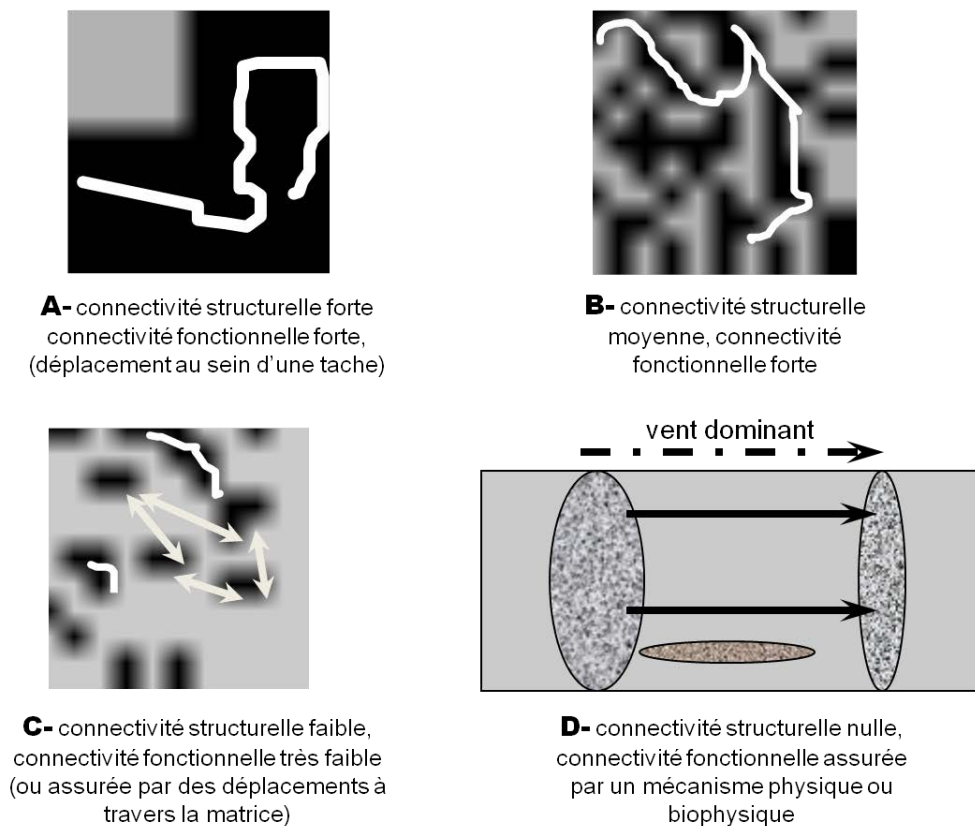 A- connectivité structurelle forte
connectivité fonctionnelle forte,
(déplacement au sein d'une tache)
B- connectivité structurelle
moyenne, connectivité
fonctionnelle forte
C- connectivité structurelle faible,
connectivité fonctionnelle très faible
(ou assurée par des déplacements à
travers la matrice)
vent dominant
D- connectivité structurelle nulle,
connectivité fonctionnelle assurée
par un mécanisme physique ou
biophysique